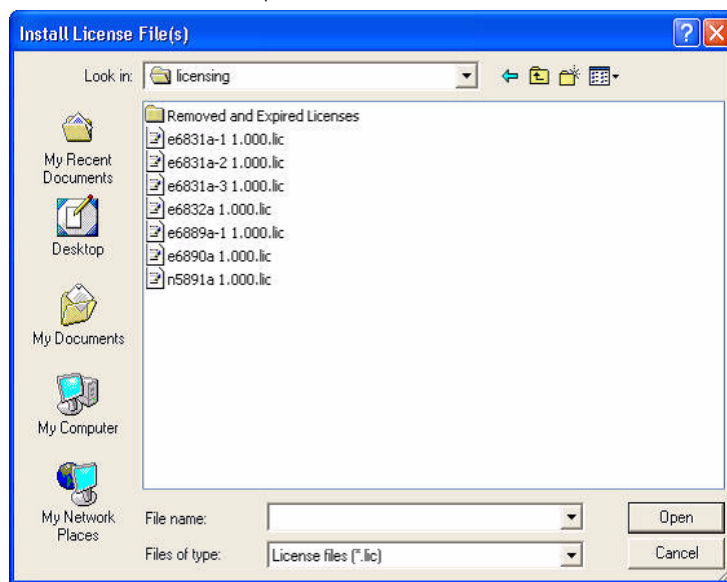 Install License File(s)
Look in: licensing
My Recent Documents
Desktop
My Documents
My Computer
My Network Places
Removed and Expired Licenses
e6831a-1 1.000.lic
e6831a-2 1.000.lic
e6831a-3 1.000.lic
e6832a 1.000.lic
e6889a-1 1.000.lic
e6890a 1.000.lic
n5891a 1.000.lic
File name:
Open
Files of type: License files (*.lic)
Cancel